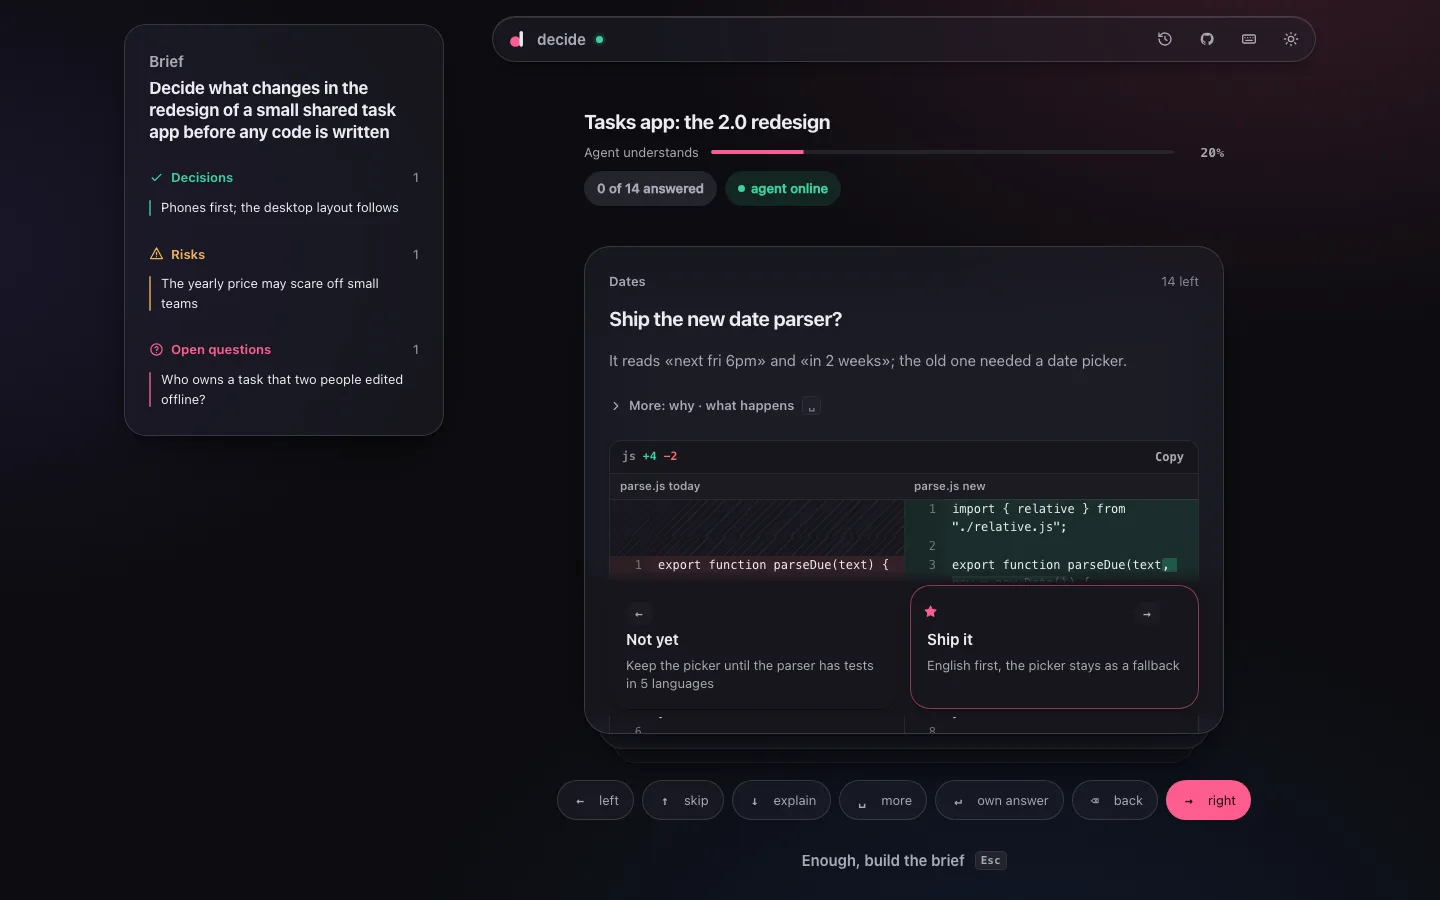 Brief
Decide what changes in the
redesign of a small shared task
app before any code is written
Decisions 1
Phones first; the desktop layout follows
Risks 1
The yearly price may scare off small
teams
Open questions 1
Who owns a task that two people edited
offline?
decide
Tasks app: the 2.0 redesign
Agent understands 20%
0 of 14 answered
agent online
Dates 14 left
Ship the new date parser?
It reads «next fri 6pm» and «in 2 weeks»; the old one needed a date picker.
More: why · what happens ␣
js +4 −2 Copy
parse.js today
parse.js new
1 import { relative } from
"./relative.js";
2
1 export function parseDue(text) {
3 export function parseDue(text,
←
Not yet
Keep the picker until the parser has tests
in 5 languages
→
Ship it
English first, the picker stays as a fallback
6
8
← left
↑ skip
↓ explain
␣ more
↵ own answer
⌫ back
→ right
Enough, build the brief Esc